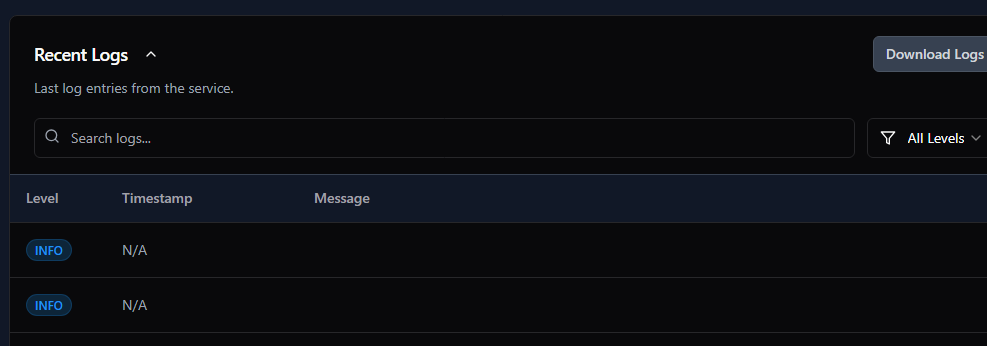 Recent Logs
Download Logs
Last log entries from the service.
Search logs...
All Levels
Level Timestamp Message
INFO N/A
INFO N/A